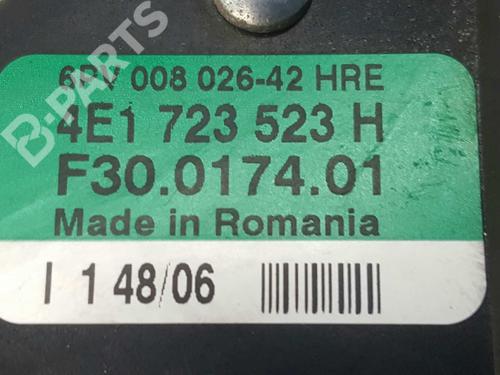 B-PARTS
6PV 008 026-42 HRE
4E1 723 523 H
F30.0174.01
Made in Romania
I 1 48/06